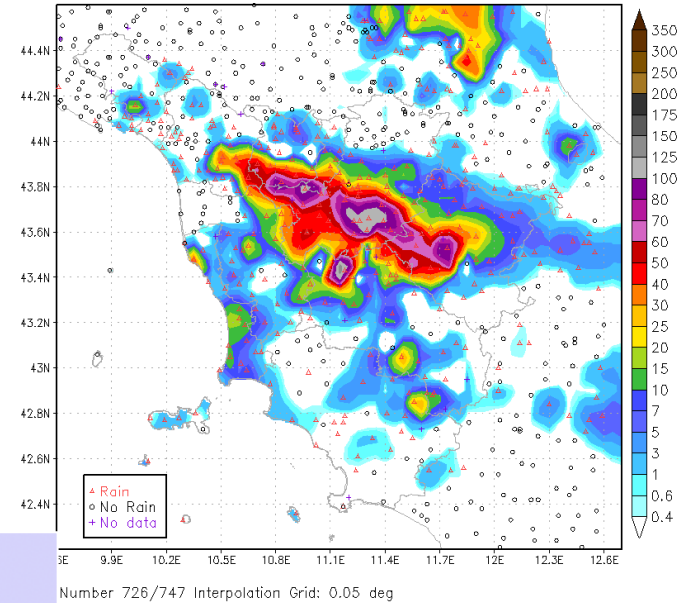 44.4N
44.2N
44N
43.8N
43.6N
43.4N
43.2N
43N
42.8N
42.6N
42.4N
5E 9.9E 10.2E 10.5E 10.8E 11.1E 11.4E 11.7E 12E 12.3E 12.6E
Rain
No Rain
No data
350
300
250
200
175
150
125
100
80
70
60
50
40
30
25
20
15
10
7
5
3
1
0.6
0.4
Number 726/747 Interpolation Grid: 0.05 deg